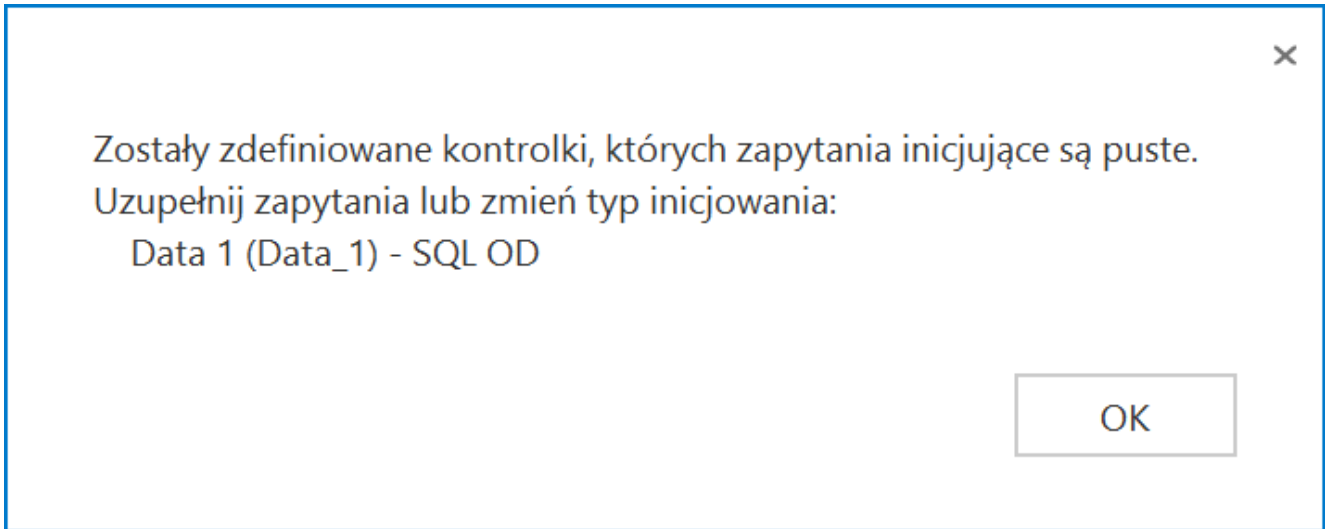 Zostały zdefiniowane kontrolki, których zapytania inicjujące są puste.
Uzupełnij zapytania lub zmień typ inicjowania:
Data 1 (Data_1) - SQL OD
OK